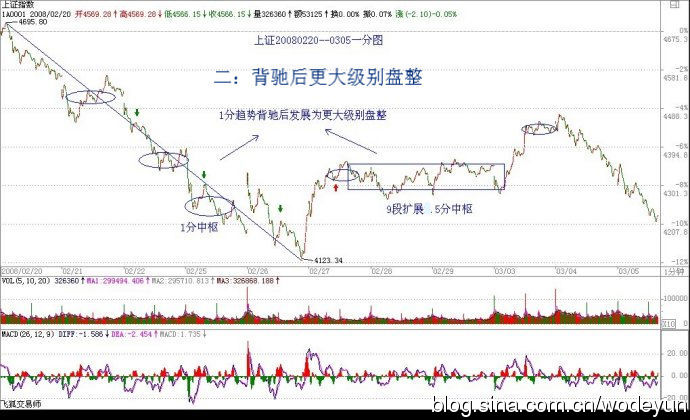 上证指数
1A0001 2008/02/20 开4569.28↑高4569.28↓低4566.15↓收4566.15↓量326360↑额53125↑换0.00% 振0.07% 涨(-2.10)-0.05%
4695.80
上证20080220--0305一分图
二：背驰后更大级别盘整
1分趋势背驰后发展为更大级别盘整
1分中枢
9段扩展 .5分中枢
4123.34
0%
4675.3
-2%
4581.8
-4%
4488.3
-6%
4394.8
-8%
4301.3
-10%
4207.8
-12%
2008/02/20 02/21 02/22 02/25 02/26 02/27 02/28 02/29 03/03 03/04 03/05 1分钟
VOL(5,10,20) 326360↑MA1:299494.406↑MA2:295710.813↑MA3:326868.188↑
100000
50000
X10
MACD(26,12,9) DIFF:-1.586↓DEA:-2.454↑MACD:1.735↓
20.00
0.00
-20.00
飞狐交易师
blog.sina.com.cn/wodeyun